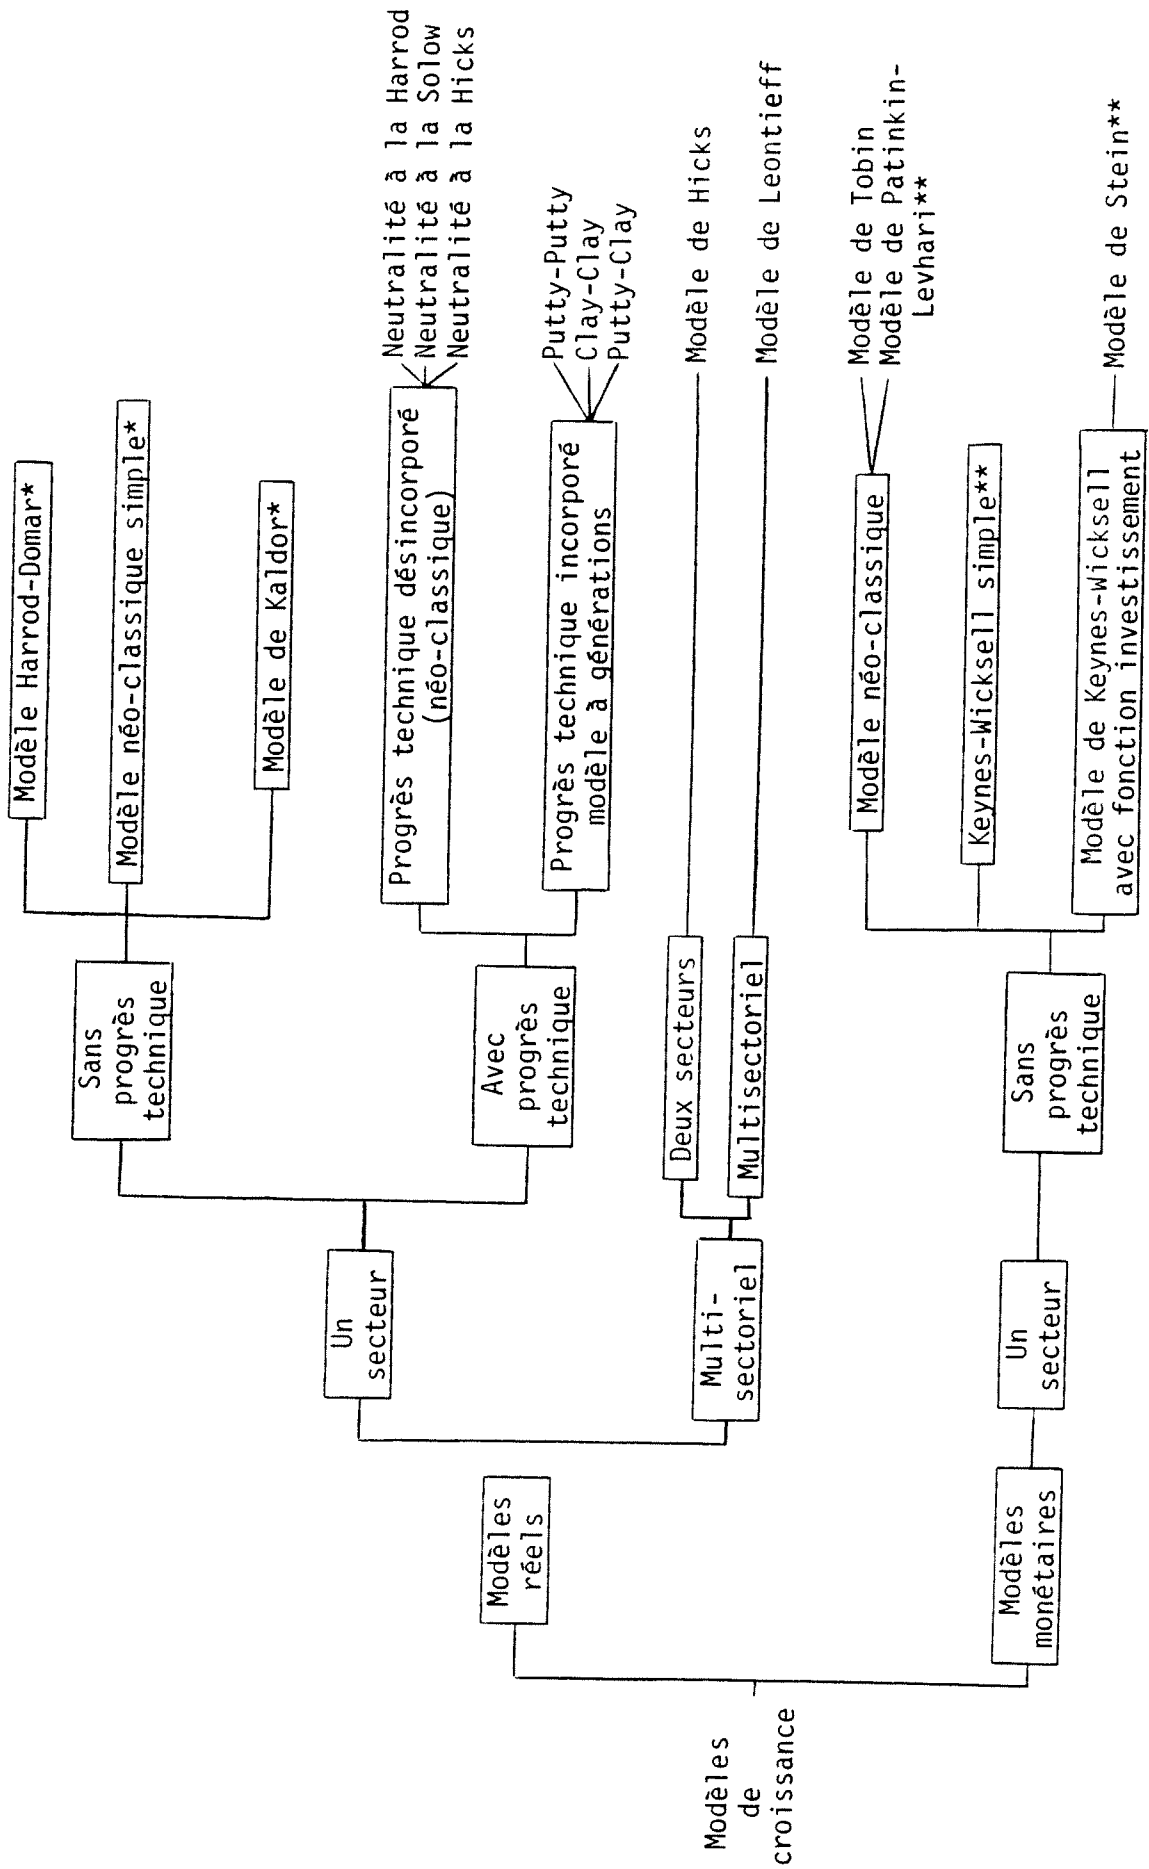 Modèles
de
croissance
Modèles
réels
Modèles
monétaires
Un
secteur
Multi-
sectoriel
Un
secteur
Sans
progrès
technique
Avec
progrès
technique
Deux secteurs
Multisectoriel
Sans
progrès
technique
Modèle Harrod-Domar*
Modèle néo-classique simple*
Modèle de Kaldor*
Progrès technique désincorporé
(néo-classique)
Progrès technique incorporé
modèle à générations
Modèle néo-classique
Keynes-Wicksell simple**
Modèle de Keynes-Wicksell
avec fonction investissement
Neutralité à la Harrod
Neutralité à la Solow
Neutralité à la Hicks
Putty-Putty
Clay-Clay
Putty-Clay
Modèle de Hicks
Modèle de Leontieff
Modèle de Tobin
Modèle de Patinkin-
Levhari**
Modèle de Stein**